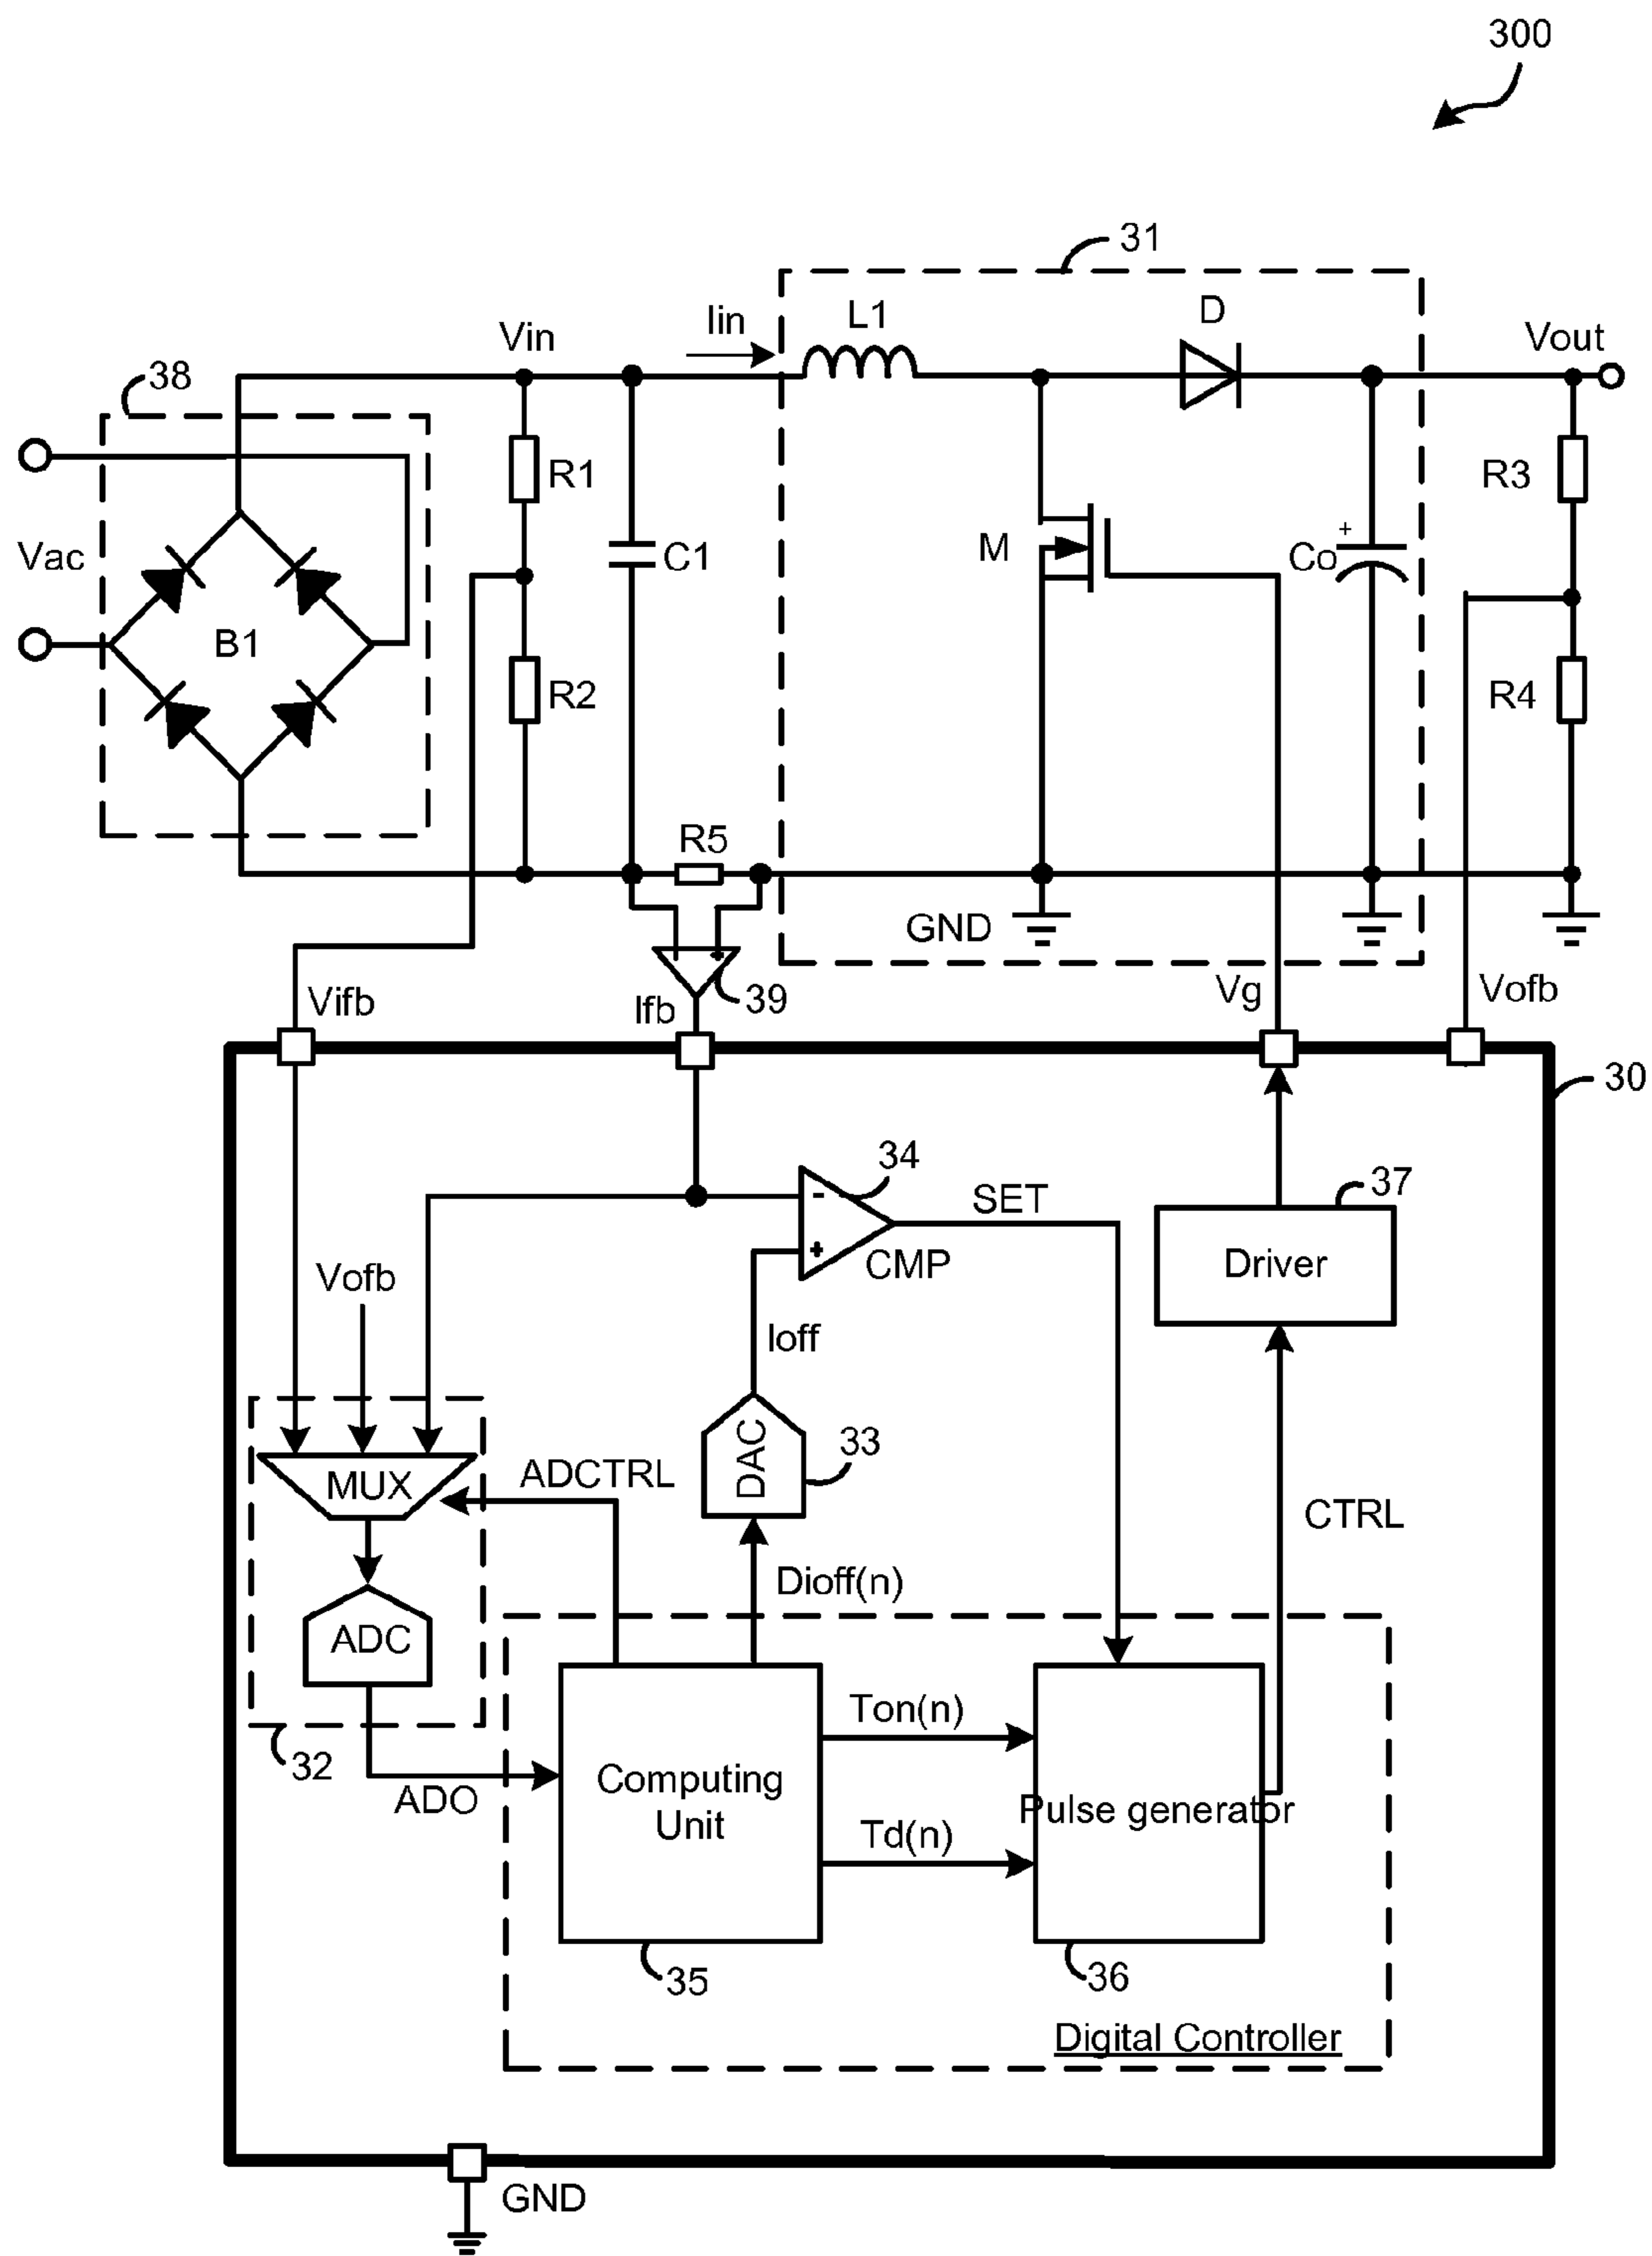 300
31
Iin
L1
D
Vin
Vout
38
R1
R3
Vac
M
+
Co
C1
B1
R2
R4
R5
GND
+
39
Vifb
Ifb
Vg
Vofb
30
34
-
SET
37
+
CMP
Driver
Vofb
Ioff
DAC
33
MUX
ADCTRL
CTRL
Dioff(n)
ADC
Ton(n)
32
Computing
Unit
Pulse generator
ADO
Td(n)
35
36
Digital Controller
GND